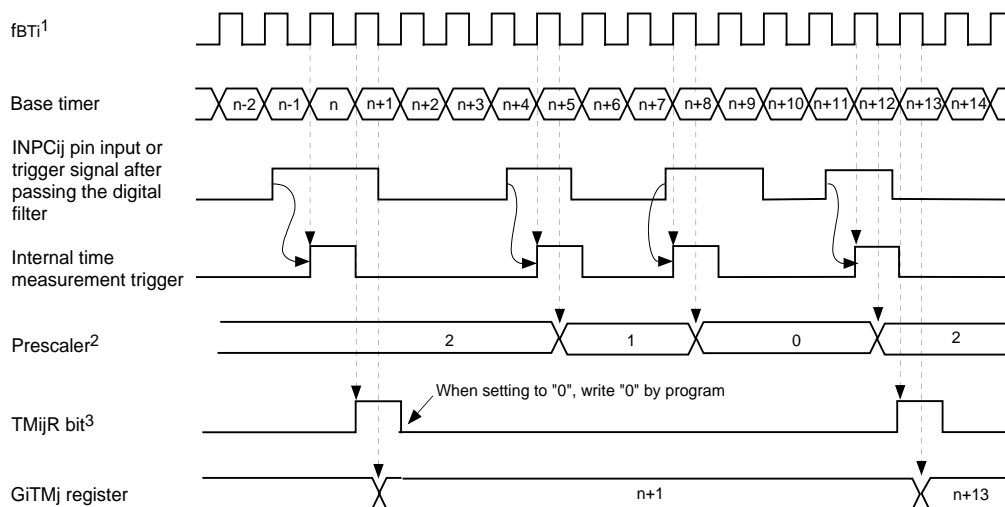 fBTi1
Base timer
n-2 n-1 n n+1 n+2 n+3 n+4 n+5 n+6 n+7 n+8 n+9 n+10 n+11 n+12 n+13 n+14
INPCij pin input or
trigger signal after
passing the digital
filter
Internal time
measurement trigger
Prescaler2
2 1 0 2
When setting to "0", write "0" by program
TMijR bit3
GiTMj register
n+1 n+13